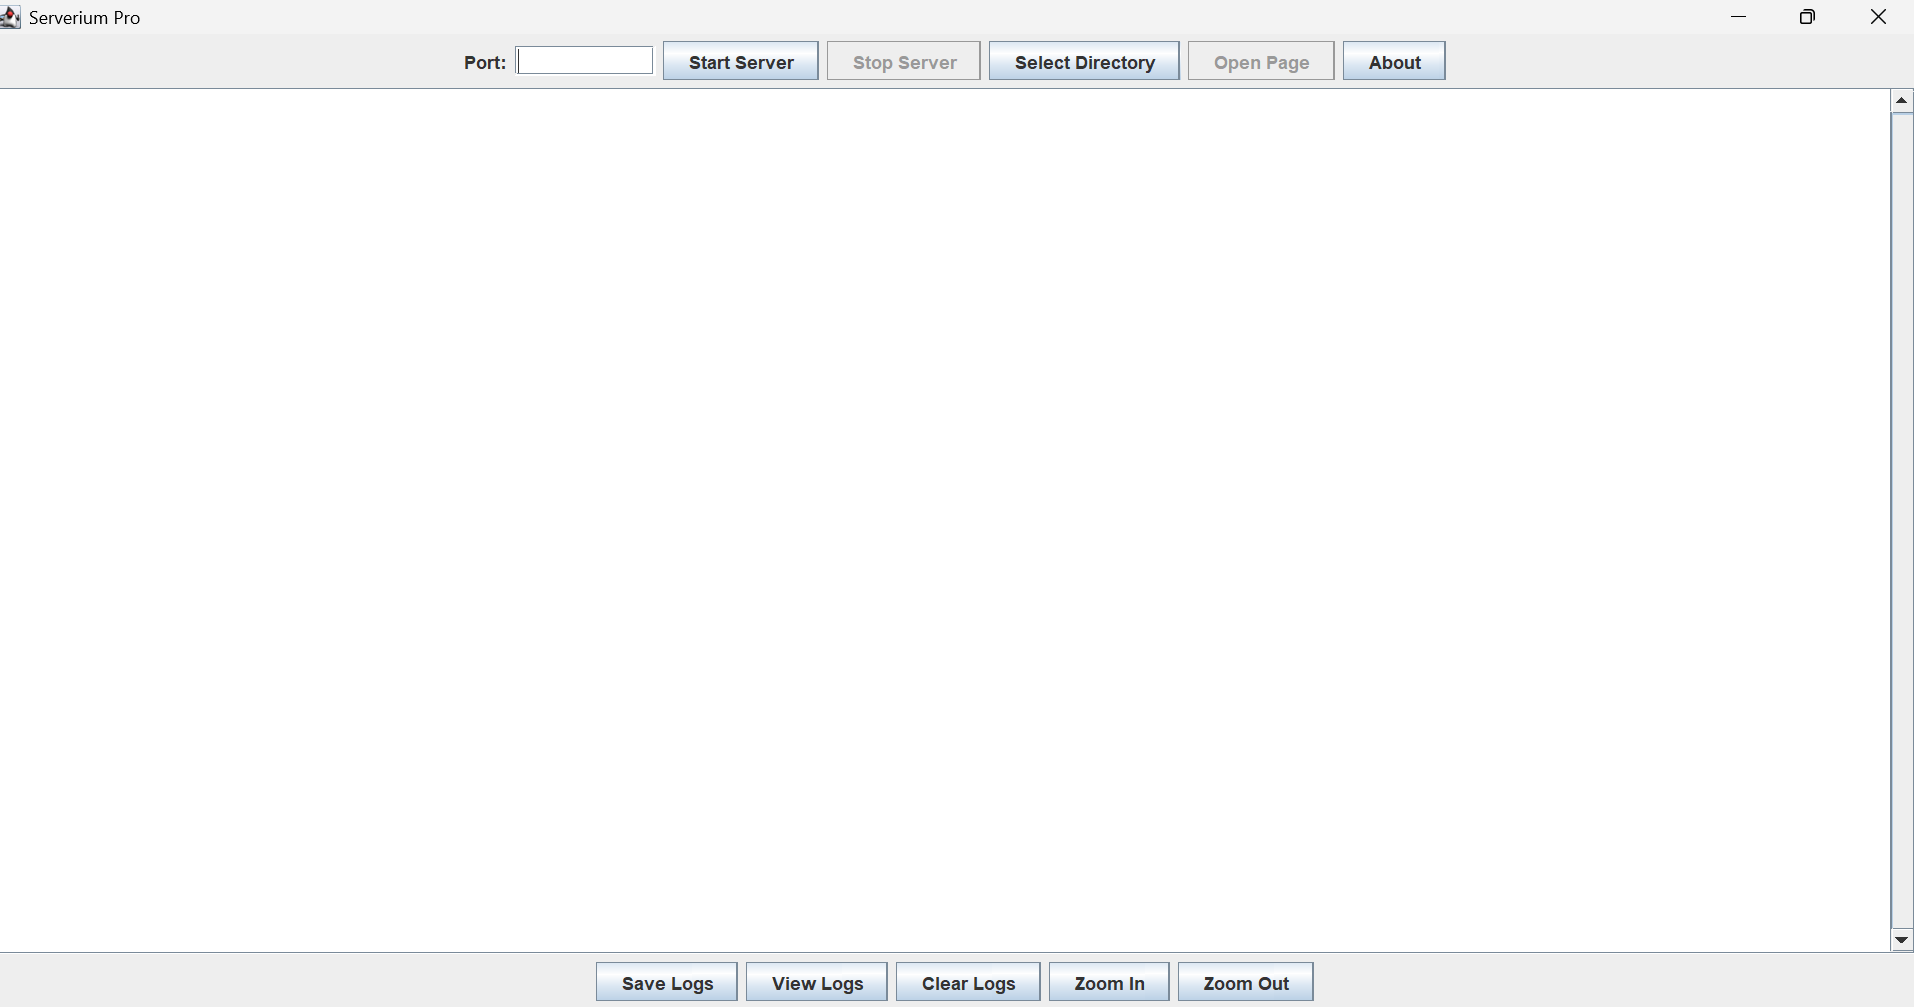 Serverium Pro
Port: Start Server Stop Server Select Directory Open Page About
Save Logs View Logs Clear Logs Zoom In Zoom Out